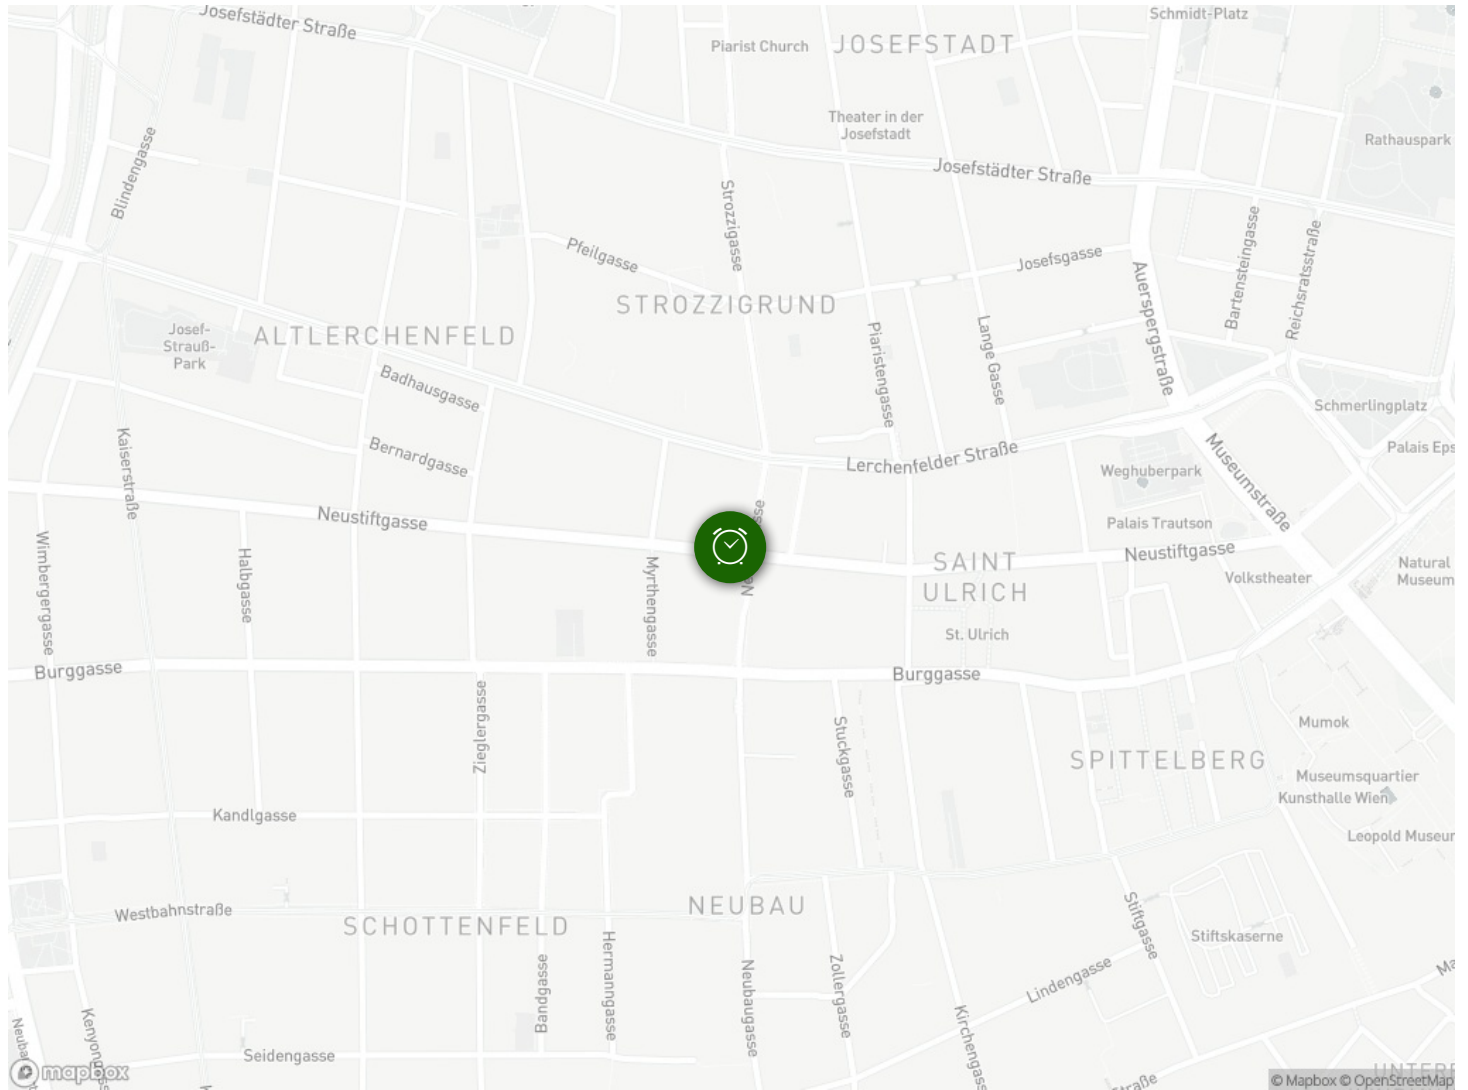 Josefstädter Straße
Schmidt-Platz
Piarist Church
JOSEFSTADT
Theater in der
Josefstadt
Rathauspark
Blindengasse
Josefstädter Straße
Strozzigasse
Pfeilgasse
Josefsgasse
Auerspergstraße
Bartensteingasse
Reichsratsstraße
STROZZIGRUND
ALTLERCHENFELD
Josef-
Strauß-
Park
Piaristengasse
Lange Gasse
Badhausgasse
Schmerlingplatz
Kaiserstraße
Bernardgasse
Lerchenfelder Straße
Museumstraße
Palais Eps
Weghuberpark
Neustiftgasse
Palais Trautson
Neustiftgasse
Wimbergergasse
Halbgasse
Myrthengasse
SAINT
ULRICH
Volkstheater
Natural
Museum
St. Ulrich
Burggasse
Burggasse
Zieglergasse
Stuckgasse
Mumok
SPITTELBERG
Museumsquartier
Kunsthalle Wien
Kandlgasse
Leopold Museum
NEUBAU
Westbahnstraße
SCHOTTENFELD
Stiftgasse
Stiftskaserne
Hermanngasse
Bandgasse
Neubaugasse
Zollergasse
Lindengasse
Kirchengasse
Kenyongasse
Seidengasse
mapbox
© Mapbox © OpenStreetMap